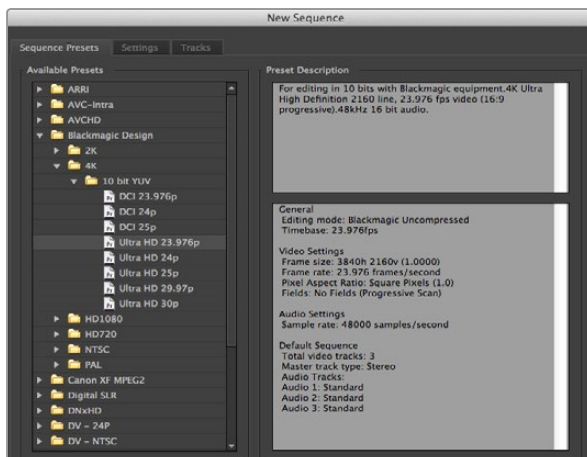 New Sequence
Sequence Presets
Settings
Tracks
Available Presets
ARRI
AVC-Intra
AVCHD
Blackmagic Design
2K
4K
10 bit YUV
DCI 23.976p
DCI 24p
DCI 25p
Ultra HD 23.976p
Ultra HD 24p
Ultra HD 25p
Ultra HD 29.97p
Ultra HD 30p
HD1080
HD720
NTSC
PAL
Canon XF MPEG2
Digital SLR
DNxHD
DV - 24P
DV - NTSC
Preset Description
For editing in 10 bits with Blackmagic equipment.4K Ultra
High Definition 2160 line, 23.976 fps video (16:9
progressive).48kHz 16 bit audio.
General
Editing mode: Blackmagic Uncompressed
Timebase: 23.976fps
Video Settings
Frame size: 3840h 2160v (1.0000)
Frame rate: 23.976 frames/second
Pixel Aspect Ratio: Square Pixels (1.0)
Fields: No Fields (Progressive Scan)
Audio Settings
Sample rate: 48000 samples/second
Default Sequence
Total video tracks: 3
Master track type: Stereo
Audio Tracks:
Audio 1: Standard
Audio 2: Standard
Audio 3: Standard